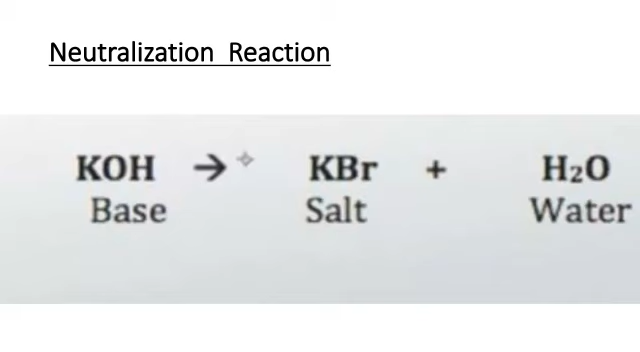 Neutralization Reaction
KOH → KBr + H₂O
Base Salt Water